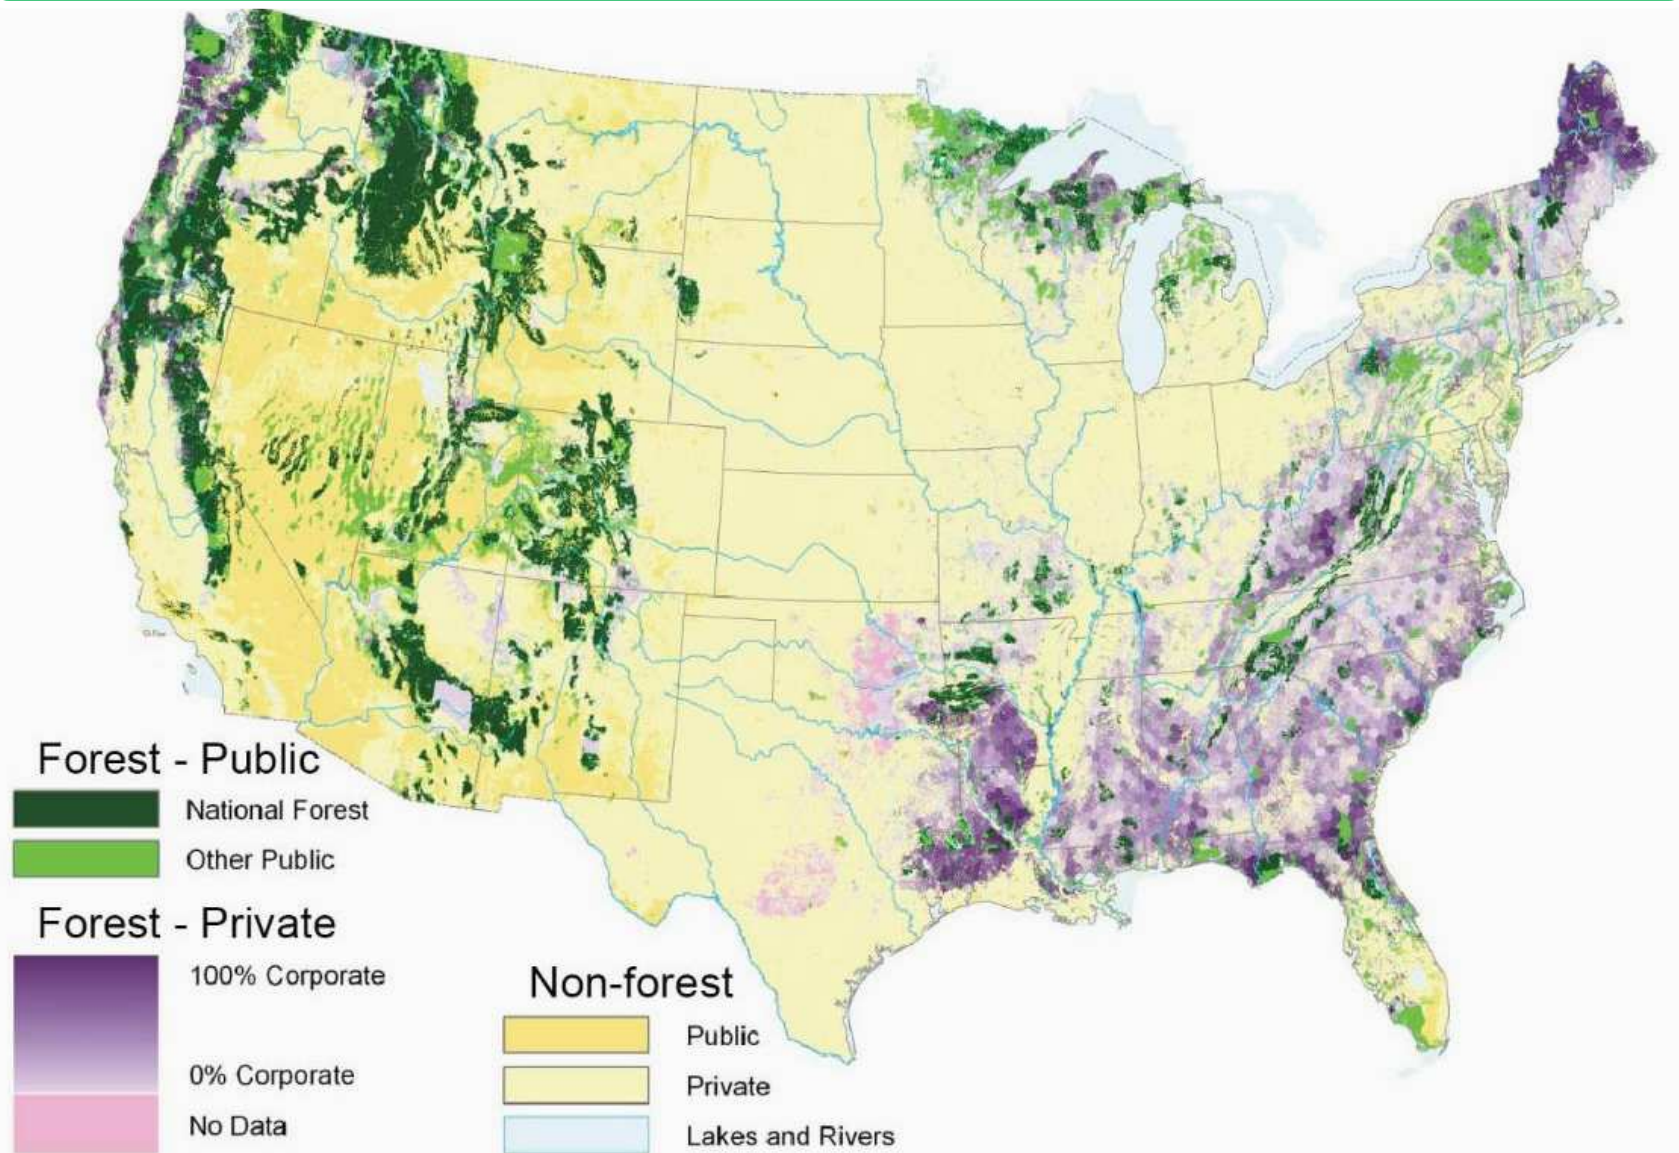 Forest - Public
National Forest
Other Public
Forest - Private
100% Corporate
0% Corporate
No Data
Non-forest
Public
Private
Lakes and Rivers